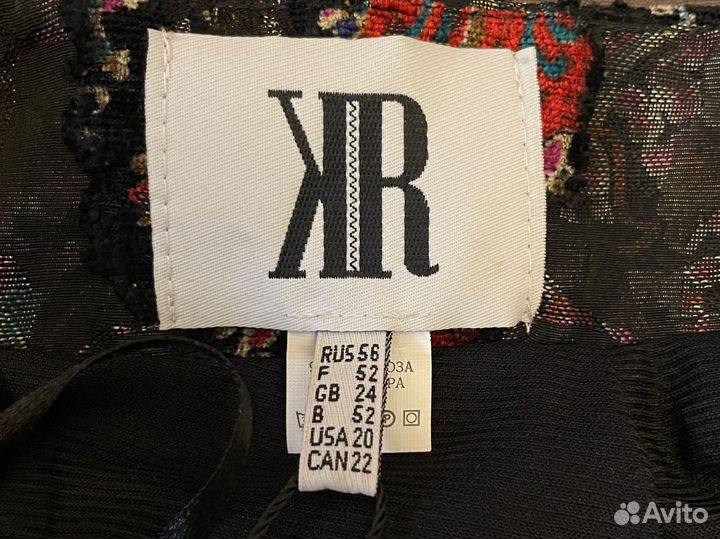 KR
RUS 56
F 52
GB 24
B 52
USA 20
CAN 22
P
Avito